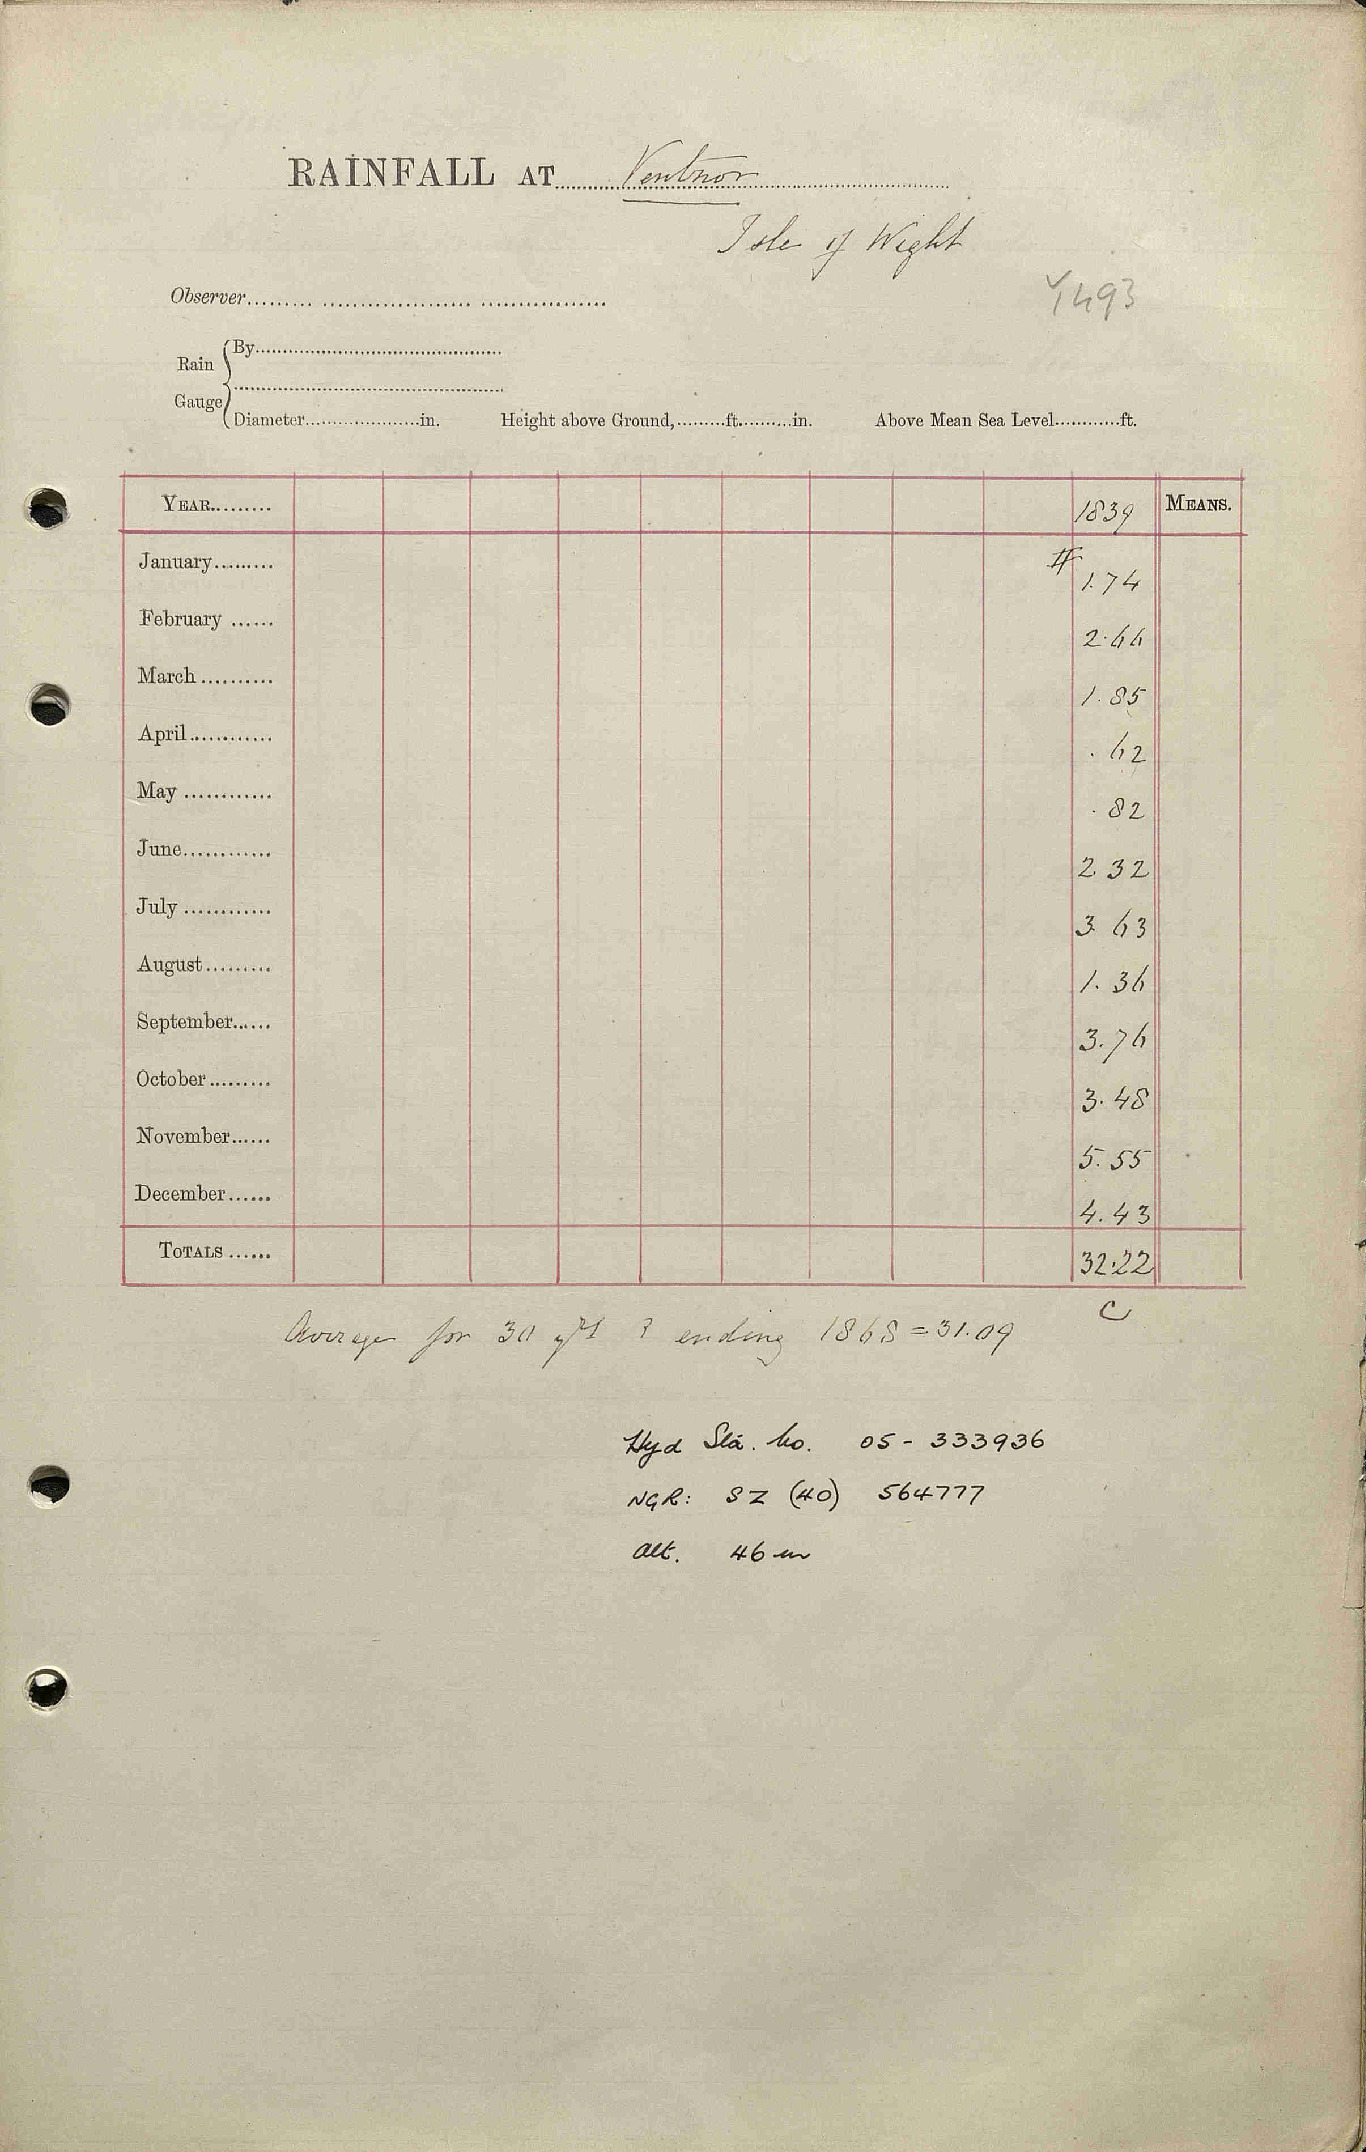 RAINFALL AT Ventnor
Isle of Wight
Observer
1493
Rain Gauge
By
Diameter in. Height above Ground, ft. in. Above Mean Sea Level ft.
YEAR 1839 MEANS.
January 1.74
February 2.66
March 1.85
April .62
May .82
June 2 32
July 3 63
August 1.36
September 3.76
October 3.48
November 5.55
December 4.43
TOTALS 32.22
C
Average for 30 yrs ? ending 1868 = 31.09
Hyd Sta. No. 05-333936
NGR: SZ (40) 564777
Alt. 46 m